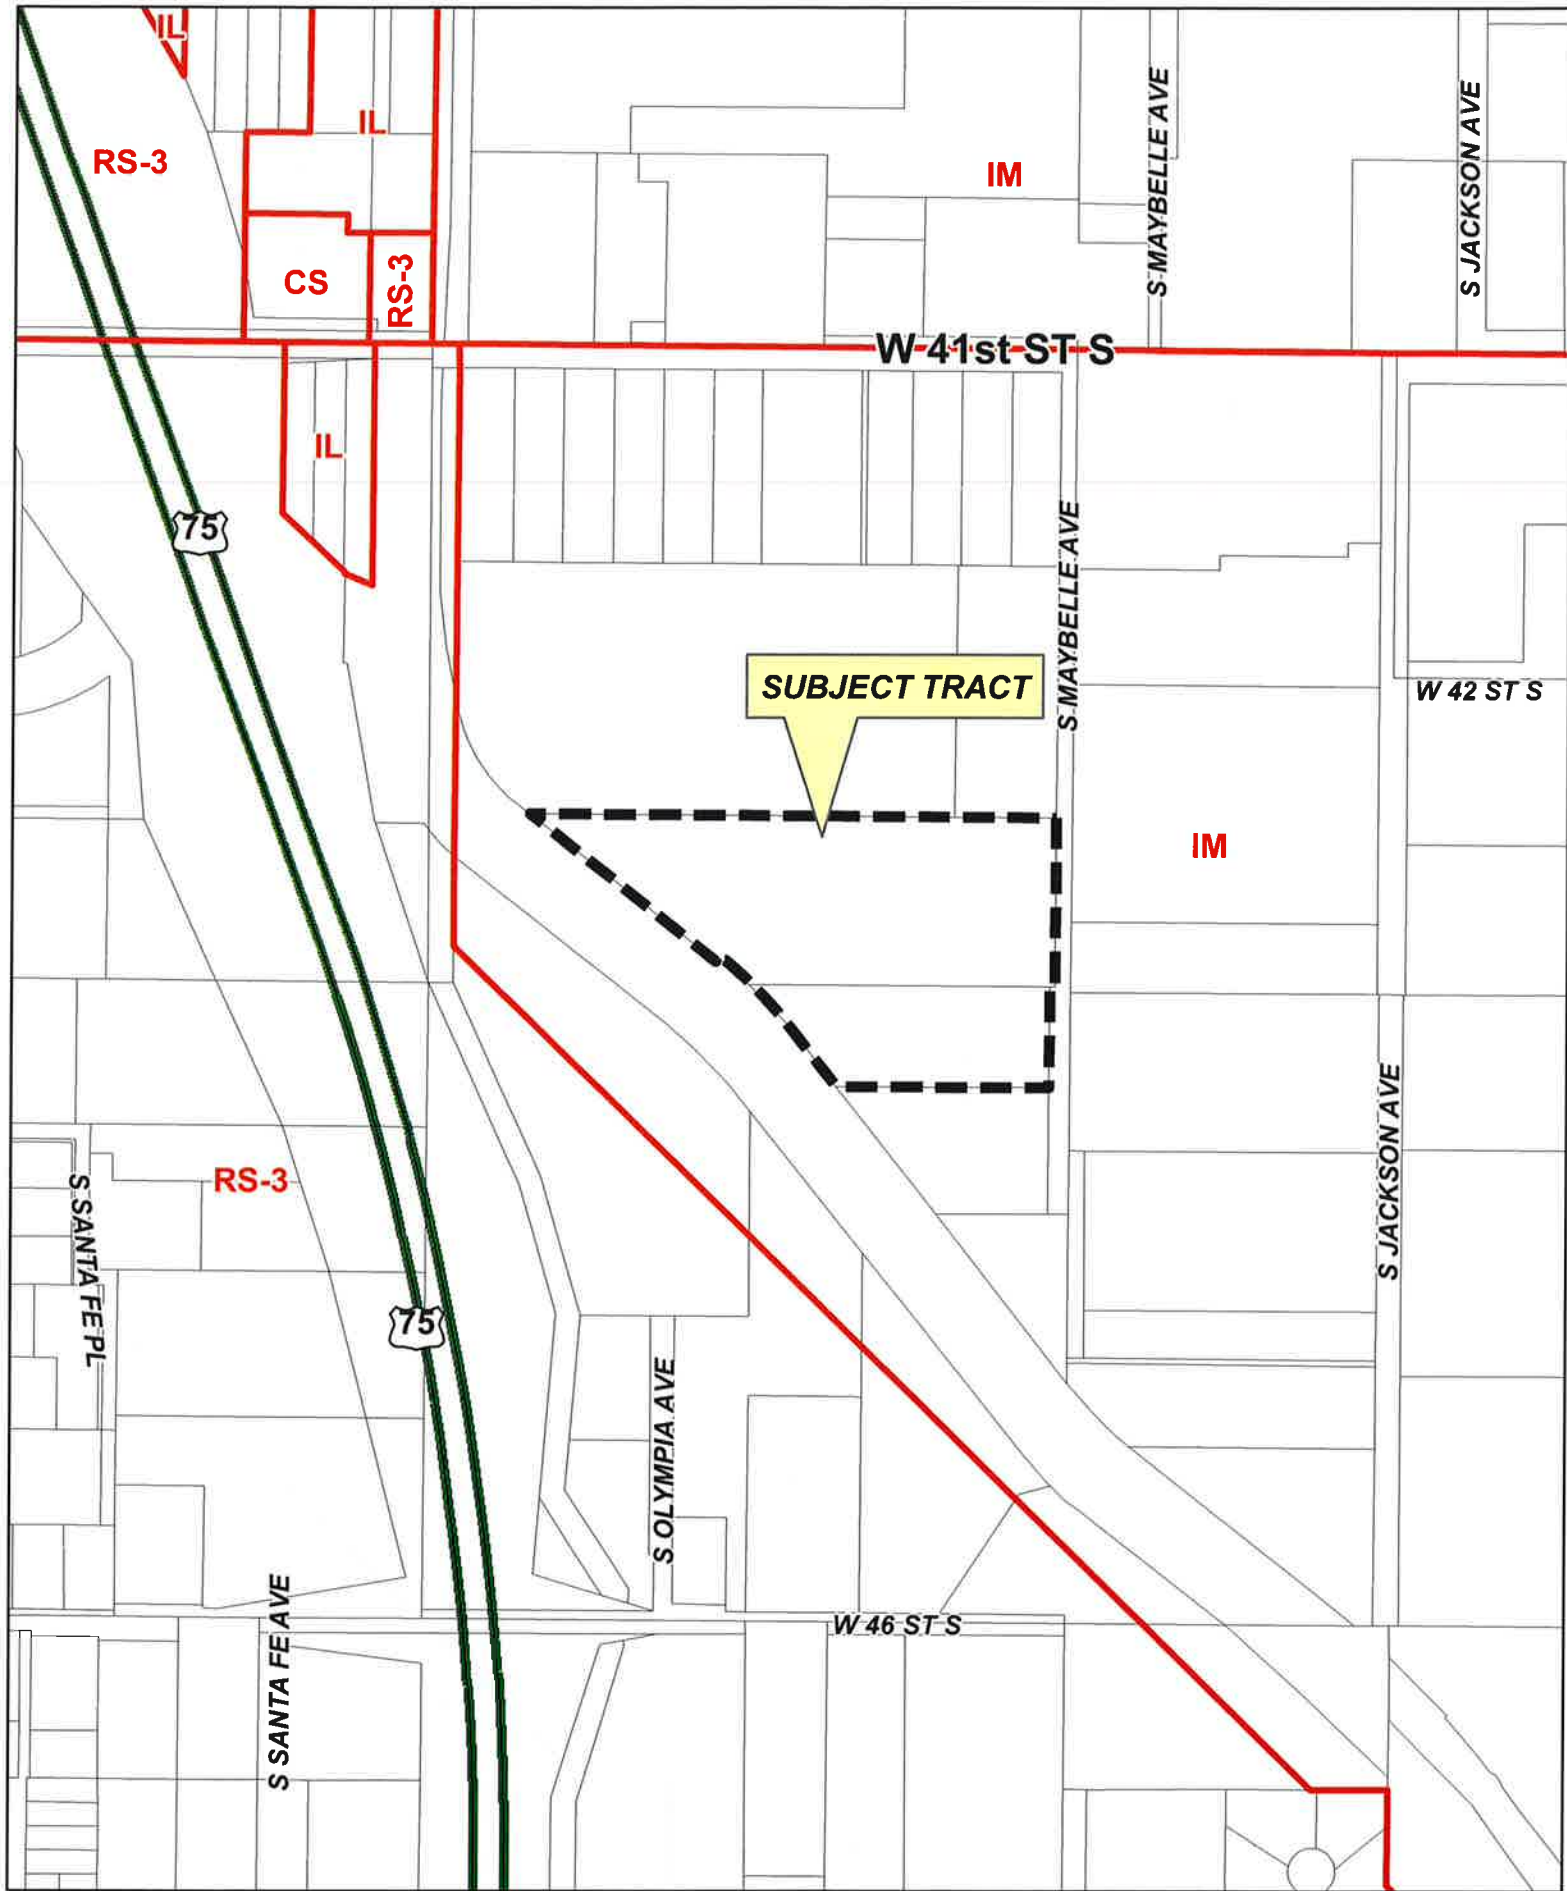 IL
IL
RS-3
IM
S MAYBELLE AVE
S JACKSON AVE
CS
RS-3
W 41st ST S
IL
75
S MAYBELLE AVE
SUBJECT TRACT
W 42 ST S
IM
S JACKSON AVE
RS-3
S SANTA FE PL
75
S OLYMPIA AVE
W 46 ST S
S SANTA FE AVE